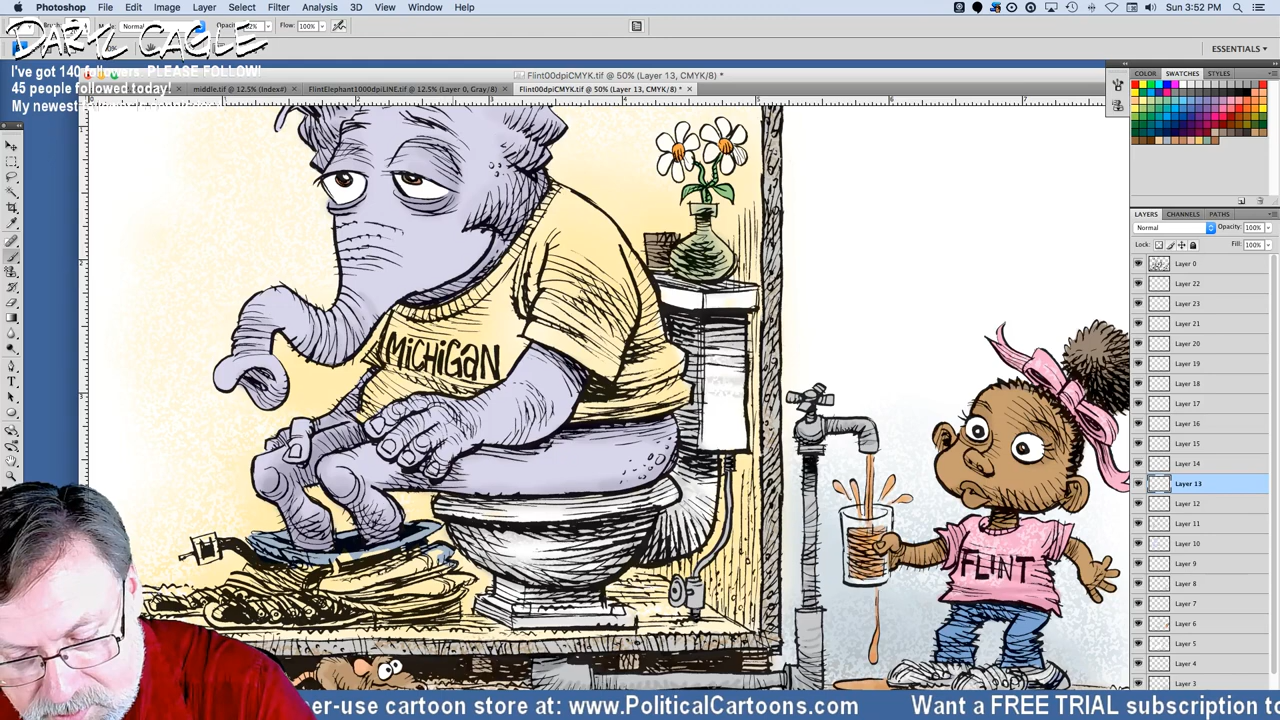 Photoshop File Edit Image Layer Select Filter Analysis 3D View Window Help Sun 3:52 PM
Mode: Normal Flow: 100% ESSENTIALS
DARYL CAGLE
Flint00dpiCMYK.tif @ 50% (Layer 13, CMYK/8) *
I've got 140 followers. PLEASE FOLLOW!
45 people followed today!
My newest
middle.tif @ 12.5% (Index#) FlintElephant1000dpiLINE.tif @ 12.5% (Layer 0, Gray/8) Flint00dpiCMYK.tif @ 50% (Layer 13, CMYK/8) *
COLOR SWATCHES STYLES
LAYERS CHANNELS PATHS
Normal Opacity: 100%
Lock: Fill: 100%
Layer 0
Layer 22
Layer 23
Layer 21
Layer 20
Layer 19
Layer 18
Layer 17
Layer 16
Layer 15
Layer 14
Layer 13
Layer 12
Layer 11
Layer 10
Layer 9
Layer 8
Layer 7
Layer 6
Layer 5
Layer 4
Layer 3
MiCHiGAN
FLiNT
er-use cartoon store at: www.PoliticalCartoons.com Want a FREE TRIAL subscription to